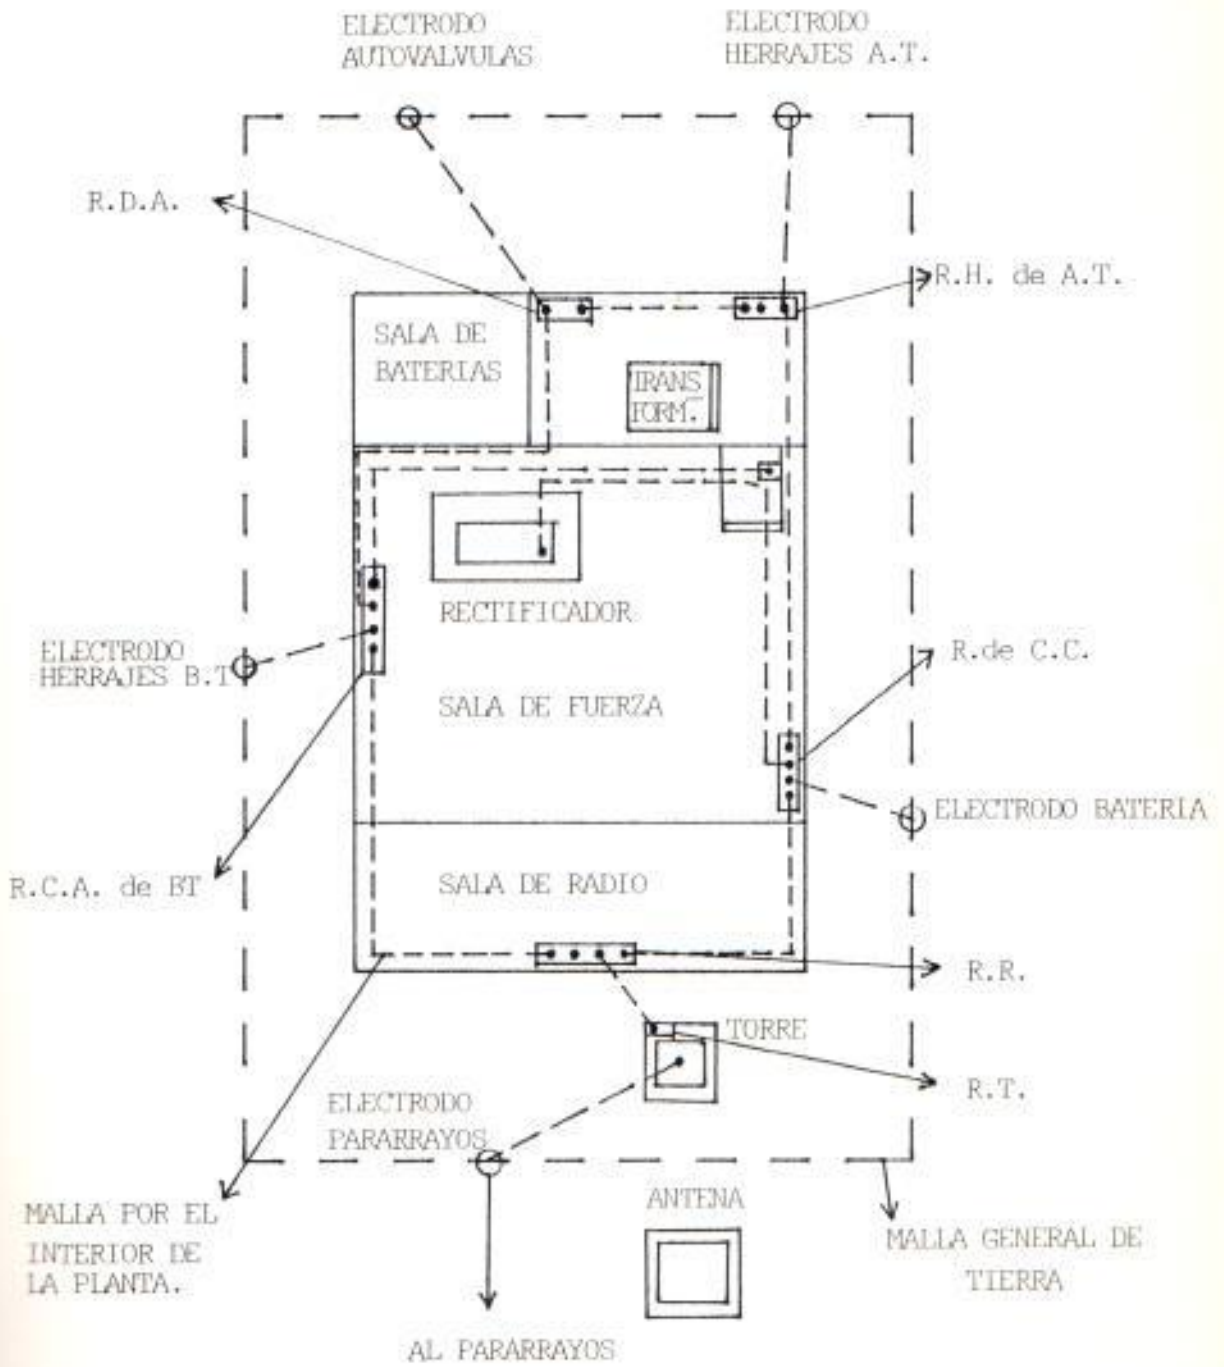 ELECTRODO
AUTOVALVULAS
ELECTRODO
HERRAJES A.T.
R.D.A.
R.H. de A.T.
SALA DE
BATERIAS
TRANS
FORM.
RECTIFICADOR
ELECTRODO
HERRAJES B.T
R.de C.C.
SALA DE FUERZA
ELECTRODO BATERIA
R.C.A. de BT
SALA DE RADIO
R.R.
TORRE
R.T.
ELECTRODO
PARARRAYOS
MALLA POR EL
INTERIOR DE
LA PLANTA.
ANTENA
MALLA GENERAL DE
TIERRA
AL PARARRAYOS